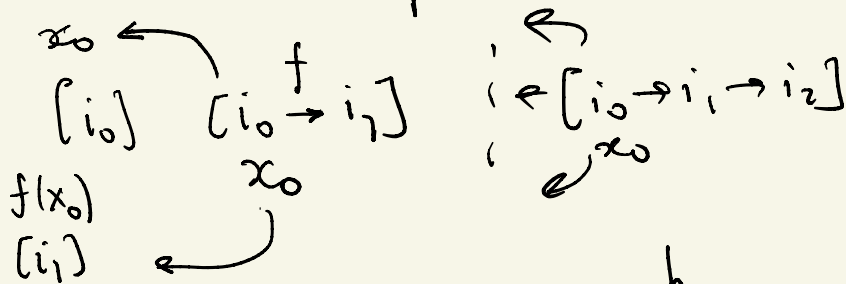 x₀
f
[i₀] [i₀ → i₁] ← [i₀ → i₁ → i₂]
x₀ x₀
f(x₀)
[i₁]